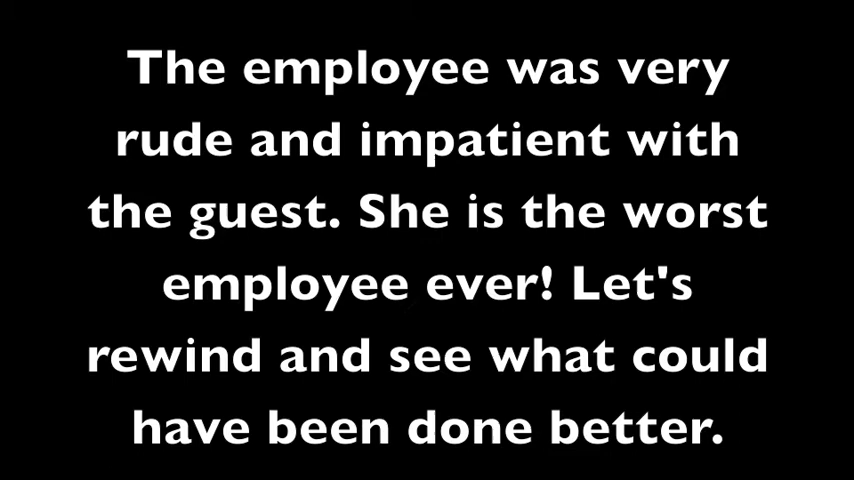 The employee was very
rude and impatient with
the guest. She is the worst
employee ever! Let's
rewind and see what could
have been done better.